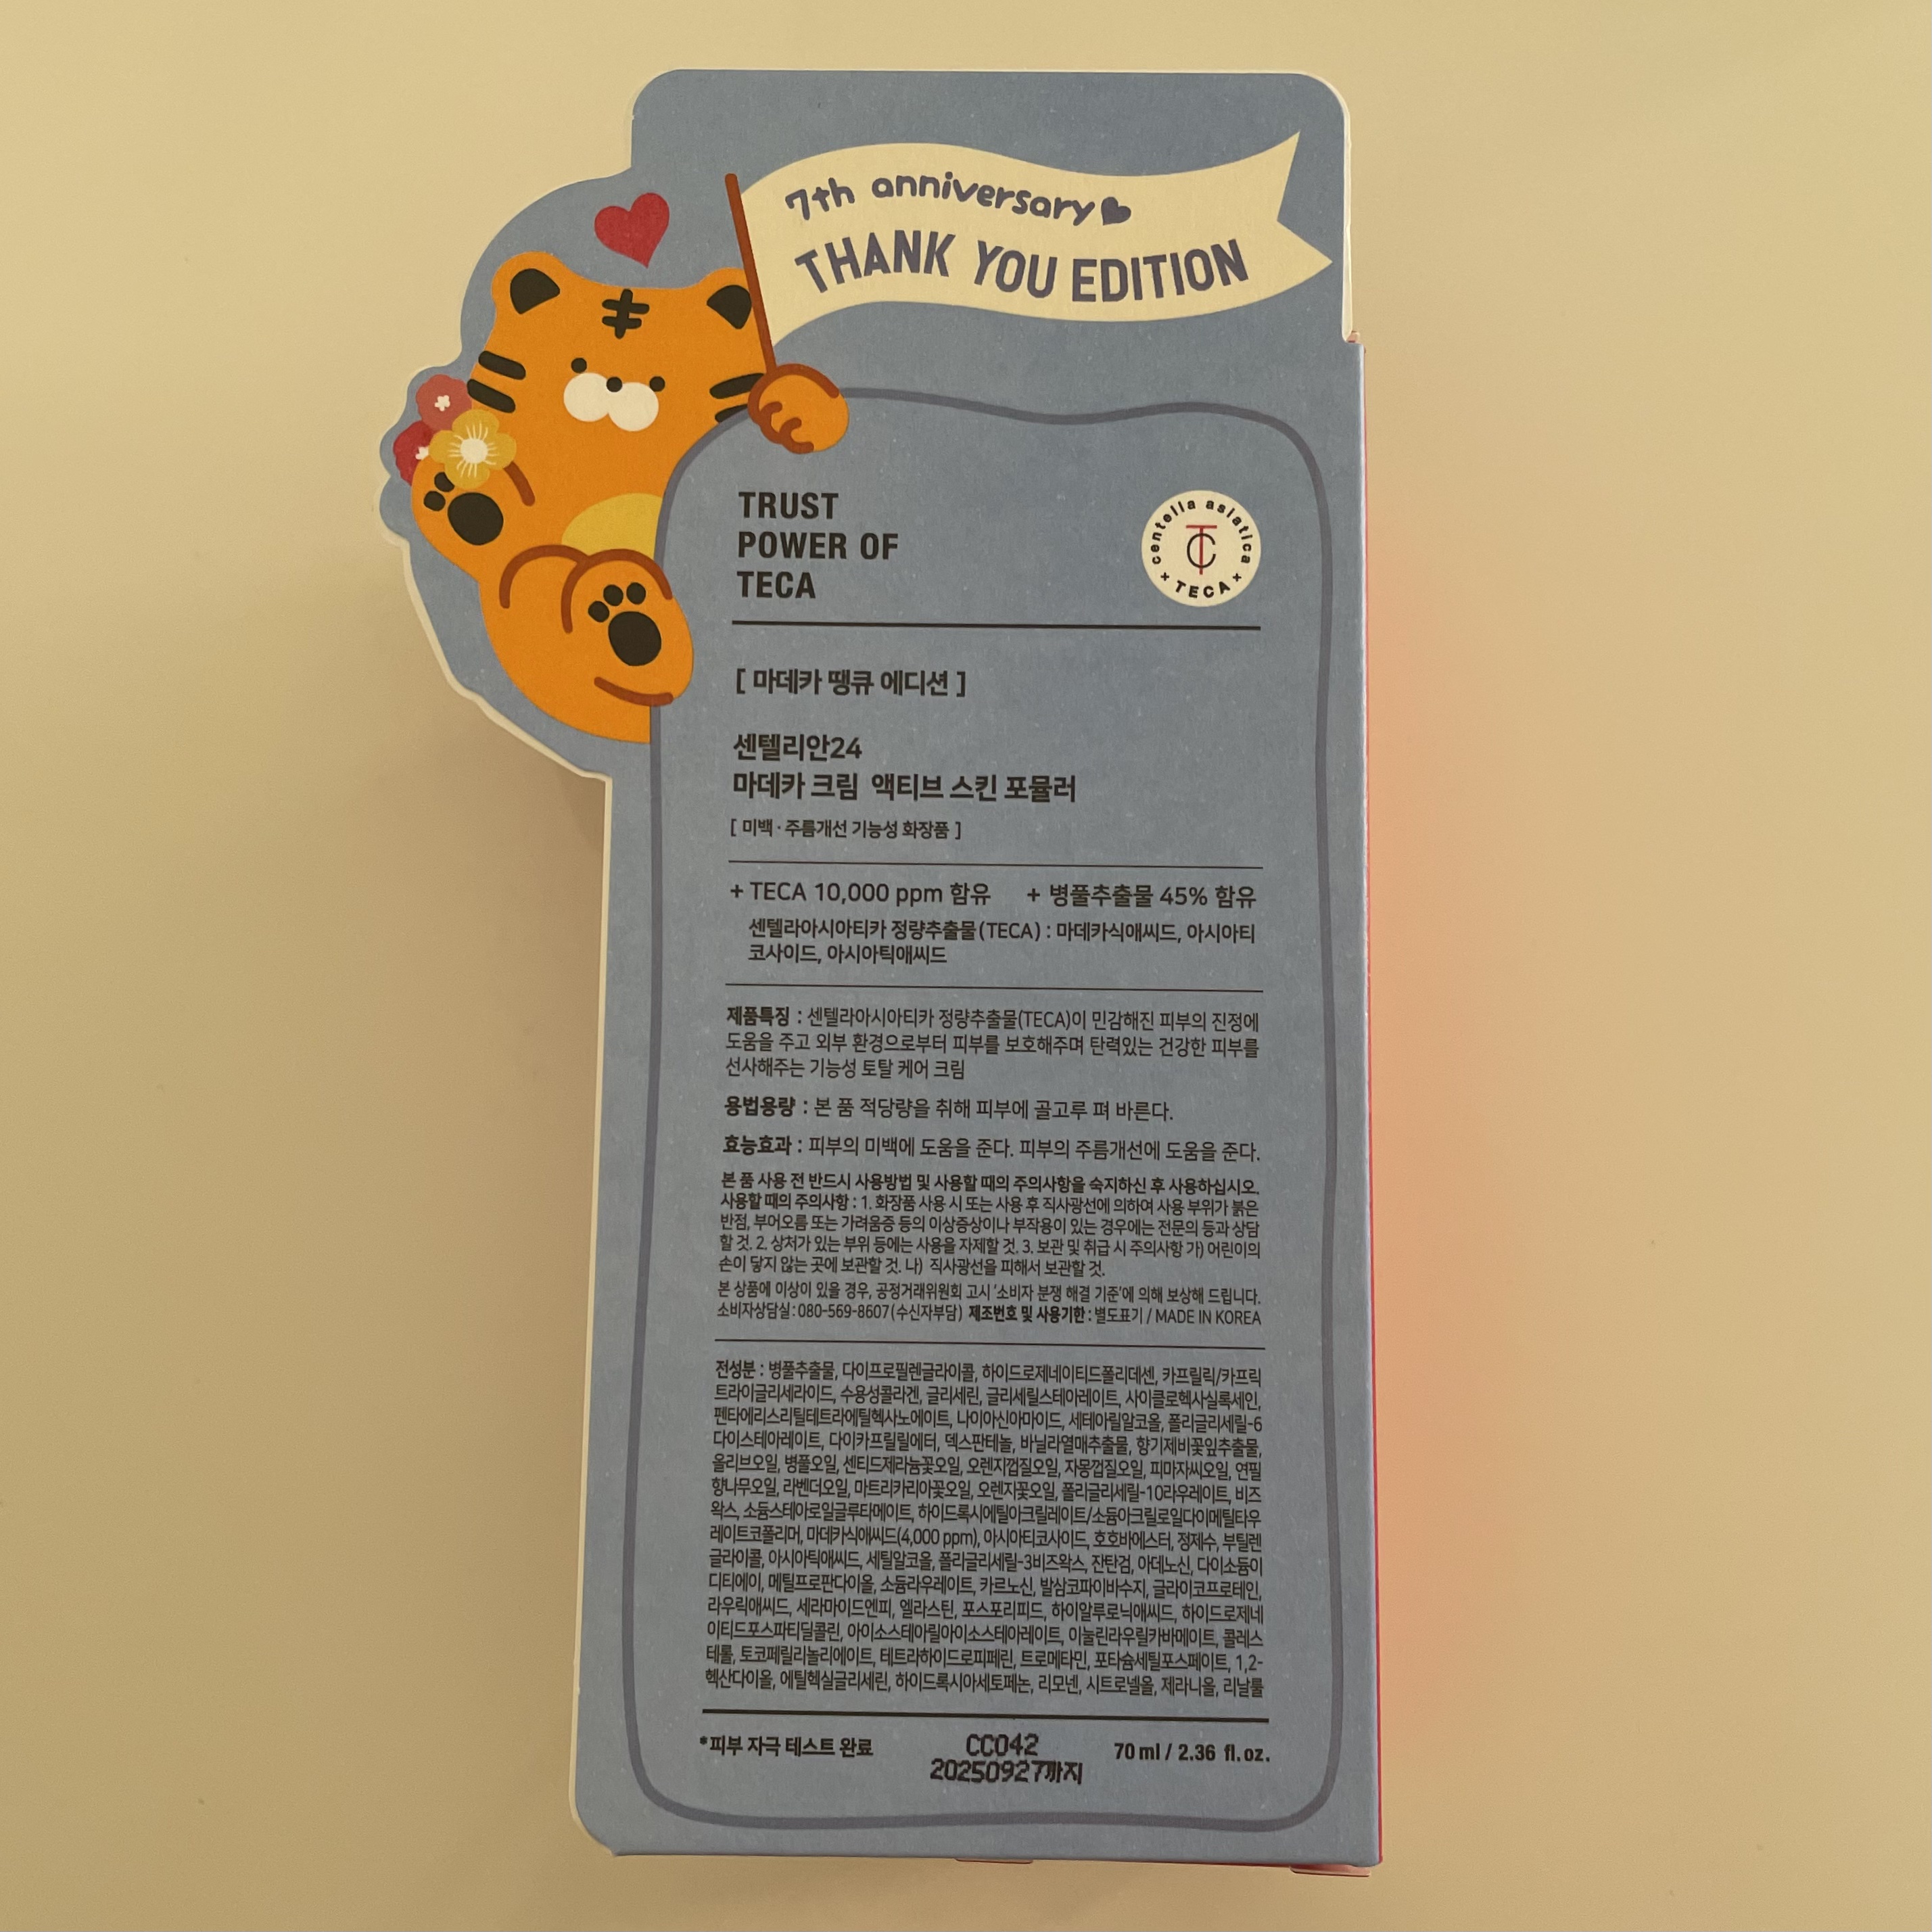 7th anniversary
THANK YOU EDITION
TRUST
POWER OF
TECA
centella asiatica
TECA
[ 마데카 땡큐 에디션 ]
센텔리안24
마데카 크림 액티브 스킨 포뮬러
[ 미백 · 주름개선 기능성 화장품 ]
+ TECA 10,000 ppm 함유 + 병풀추출물 45% 함유
센텔라아시아티카 정량추출물(TECA) : 마데카식애씨드, 아시아티
코사이드, 아시아틱애씨드
제품특징 : 센텔라아시아티카 정량추출물(TECA)이 민감해진 피부의 진정에
도움을 주고 외부 환경으로부터 피부를 보호해주며 탄력있는 건강한 피부를
선사해주는 기능성 토탈 케어 크림
용법용량 : 본 품 적당량을 취해 피부에 골고루 펴 바른다.
효능효과 : 피부의 미백에 도움을 준다. 피부의 주름개선에 도움을 준다.
본 품 사용 전 반드시 사용방법 및 사용할 때의 주의사항을 숙지하신 후 사용하십시오.
사용할 때의 주의사항 : 1. 화장품 사용 시 또는 사용 후 직사광선에 의하여 사용 부위가 붉은
반점, 부어오름 또는 가려움증 등의 이상증상이나 부작용이 있는 경우에는 전문의 등과 상담
할 것. 2. 상처가 있는 부위 등에는 사용을 자제할 것. 3. 보관 및 취급 시 주의사항 가) 어린이의
손이 닿지 않는 곳에 보관할 것. 나) 직사광선을 피해서 보관할 것.
본 상품에 이상이 있을 경우, 공정거래위원회 고시 '소비자 분쟁 해결 기준'에 의해 보상해 드립니다.
소비자상담실 : 080-569-8607 (수신자부담) 제조번호 및 사용기한 : 별도표기 / MADE IN KOREA
전성분 : 병풀추출물, 다이프로필렌글라이콜, 하이드로제네이티드폴리데센, 카프릴릭/카프릭
트라이글리세라이드, 수용성콜라겐, 글리세린, 글리세릴스테아레이트, 사이클로헥사실록세인,
펜타에리스리틸테트라에틸헥사노에이트, 나이아신아마이드, 세테아릴알코올, 폴리글리세릴-6
다이스테아레이트, 다이카프릴릴에터, 덱스판테놀, 바닐라열매추출물, 향기제비꽃잎추출물,
올리브오일, 병풀오일, 센티드제라늄꽃오일, 오렌지껍질오일, 자몽껍질오일, 피마자씨오일, 연필
향나무오일, 라벤더오일, 마트리카리아꽃오일, 오렌지꽃오일, 폴리글리세릴-10라우레이트, 비즈
왁스, 소듐스테아로일글루타메이트, 하이드록시에틸아크릴레이트/소듐아크릴로일다이메틸타우
레이트코폴리머, 마데카식애씨드(4,000 ppm), 아시아티코사이드, 호호바에스터, 정제수, 부틸렌
글라이콜, 아시아틱애씨드, 세틸알코올, 폴리글리세릴-3비즈왁스, 잔탄검, 아데노신, 다이소듐이
디티에이, 메틸프로판다이올, 소듐라우레이트, 카르노신, 발삼코파이바수지, 글라이코프로테인,
라우릭애씨드, 세라마이드엔피, 엘라스틴, 포스포리피드, 하이알루로닉애씨드, 하이드로제네
이티드포스파티딜콜린, 아이소스테아릴아이소스테아레이트, 이눌린라우릴카바메이트, 콜레스
테롤, 토코페릴리놀리에이트, 테트라하이드로피페린, 트로메타민, 포타슘세틸포스페이트, 1,2-
헥산다이올, 에틸헥실글리세린, 하이드록시아세토페논, 리모넨, 시트로넬올, 제라니올, 리날룰
*피부 자극 테스트 완료
CC042
20250927까지
70 ml / 2.36 fl. oz.